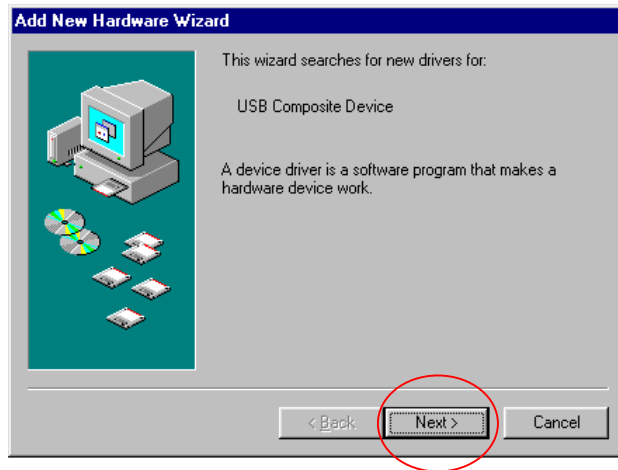 Add New Hardware Wizard
This wizard searches for new drivers for:
USB Composite Device
A device driver is a software program that makes a
hardware device work.
< Back
Next >
Cancel